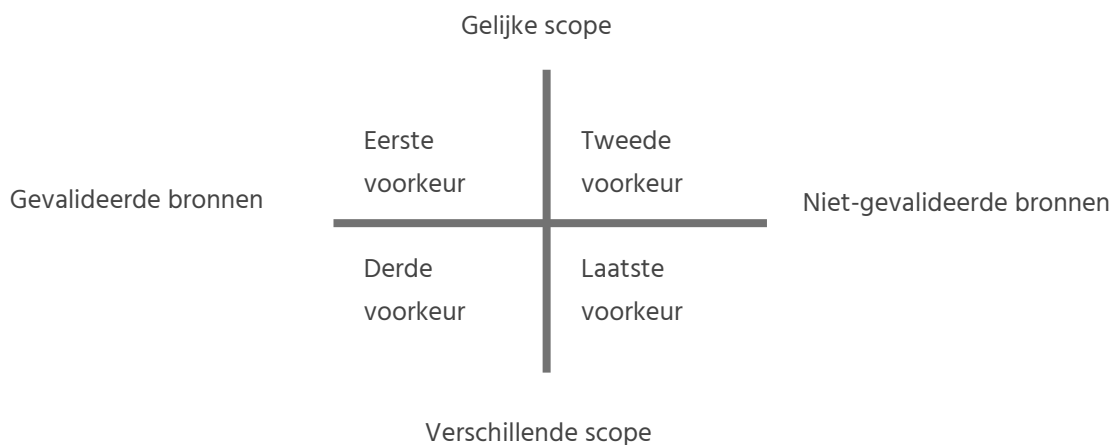 Gelijke scope
Eerste
voorkeur
Tweede
voorkeur
Gevalideerde bronnen
Niet-gevalideerde bronnen
Derde
voorkeur
Laatste
voorkeur
Verschillende scope